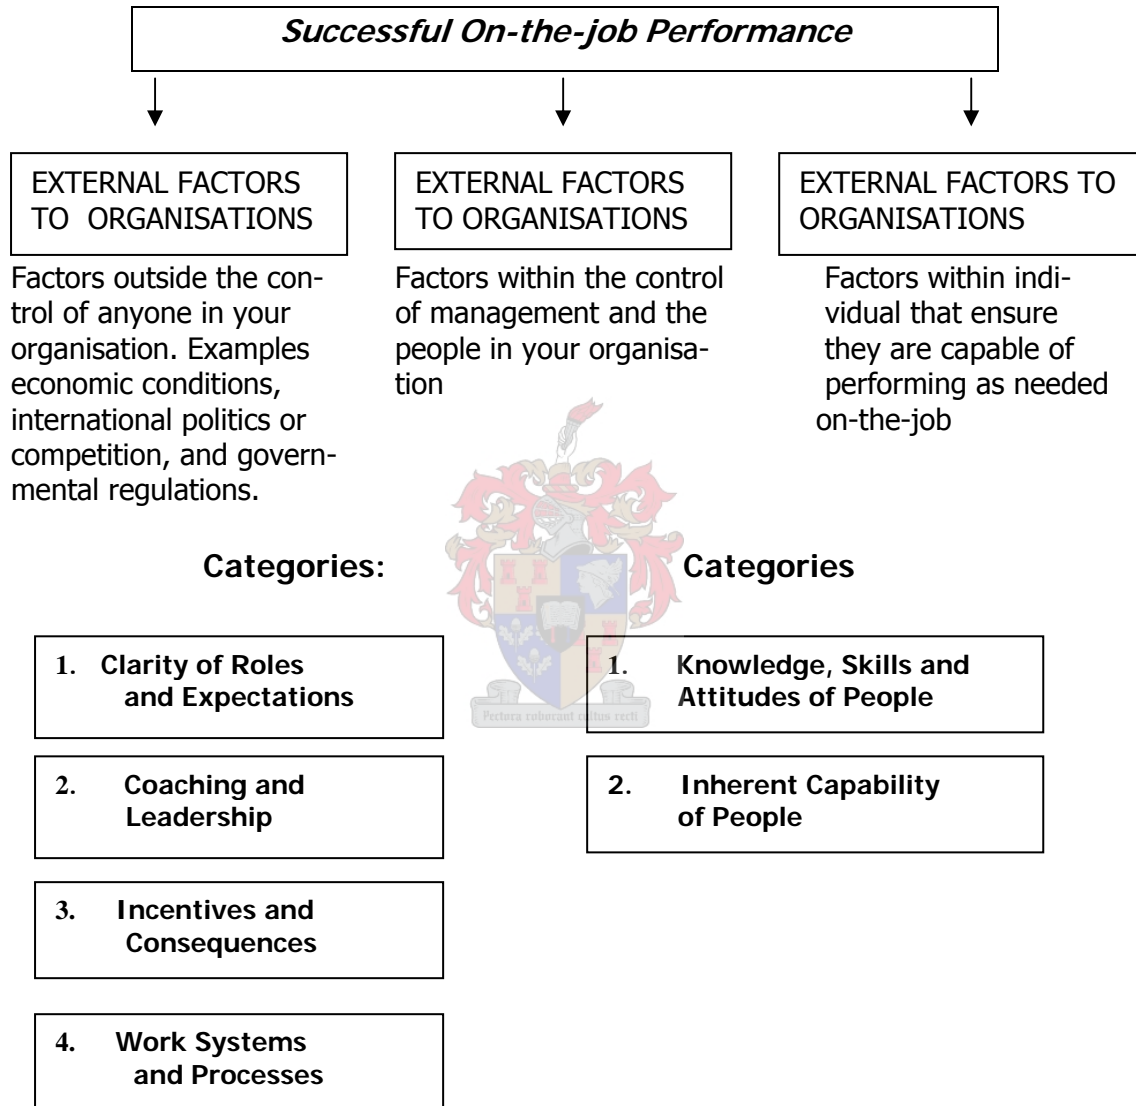 Successful On-the-job Performance
EXTERNAL FACTORS
TO ORGANISATIONS
Factors outside the con-
trol of anyone in your
organisation. Examples
economic conditions,
international politics or
competition, and govern-
mental regulations.
EXTERNAL FACTORS
TO ORGANISATIONS
Factors within the control
of management and the
people in your organisa-
tion
EXTERNAL FACTORS TO
ORGANISATIONS
Factors within indi-
vidual that ensure
they are capable of
performing as needed
on-the-job
Categories:
1. Clarity of Roles
and Expectations
2. Coaching and
Leadership
3. Incentives and
Consequences
4. Work Systems
and Processes
Categories
1. Knowledge, Skills and
Attitudes of People
2. Inherent Capability
of People
Pectora roborant cultus recti